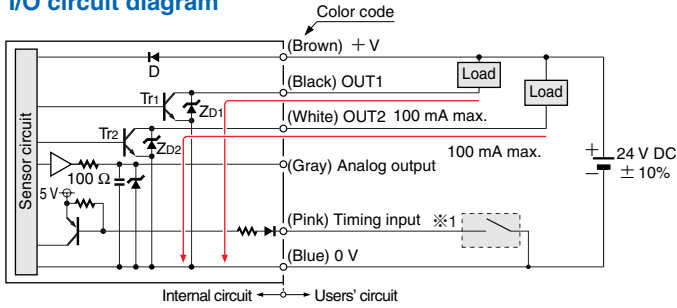 I/O circuit diagram
Color code
(Brown) +V
D
(Black) OUT1
Load
Load
Tr1
ZD1
(White) OUT2 100 mA max.
Tr2
ZD2
100 mA max.
Sensor circuit
24 V DC
± 10%
+
−
(Gray) Analog output
100 Ω
5 V
(Pink) Timing input ※1
(Blue) 0 V
Internal circuit
Users' circuit